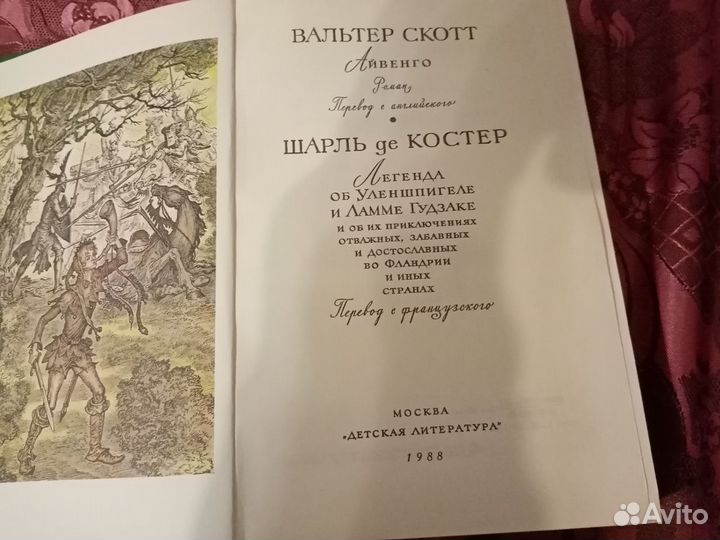 ВАЛЬТЕР СКОТТ
АЙВЕНГО
Роман
Перевод с английского
ШАРЛЬ де КОСТЕР
ЛЕГЕНДА
ОБ УЛЕНШПИГЕЛЕ
И ЛАММЕ ГУДЗАКЕ
И ОБ ИХ ПРИКЛЮЧЕНИЯХ
ОТВАЖНЫХ, ЗАБАВНЫХ
И ДОСТОСЛАВНЫХ
ВО ФЛАНДРИИ
И ИНЫХ
СТРАНАХ
Перевод с французского
МОСКВА
„ДЕТСКАЯ ЛИТЕРАТУРА"
1988
Avito